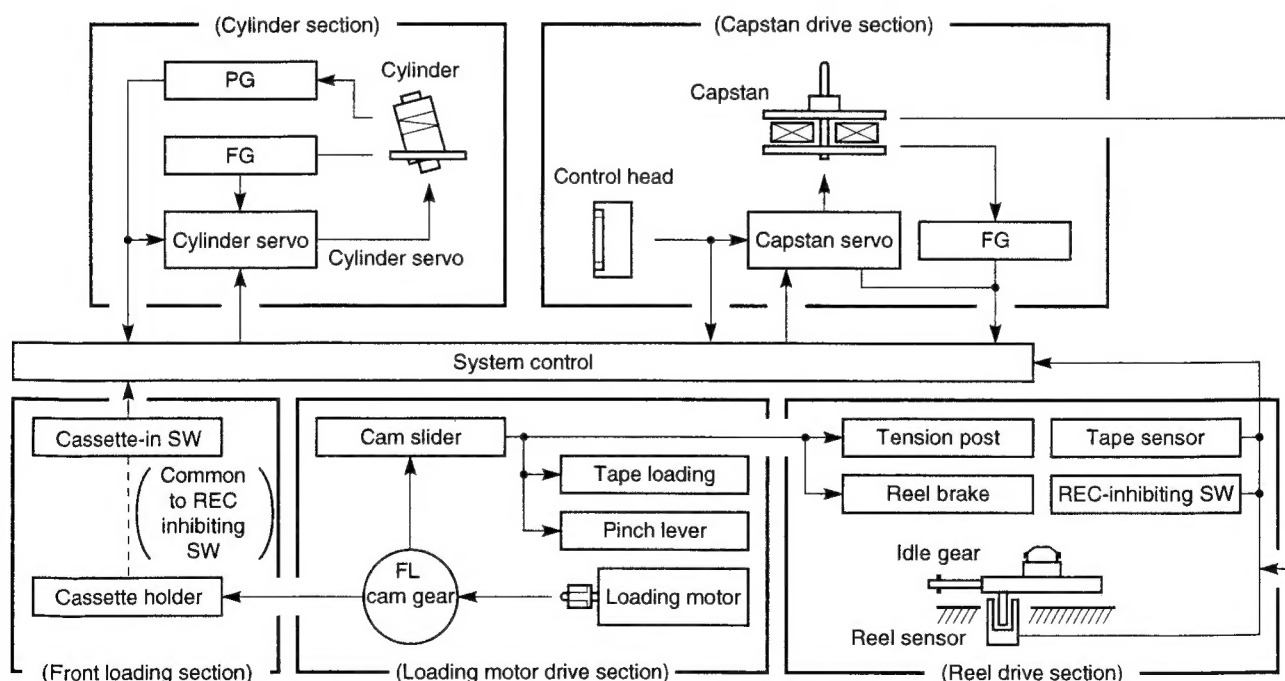 (Cylinder section)
PG
Cylinder
FG
Cylinder servo
Cylinder servo
(Capstan drive section)
Capstan
Control head
Capstan servo
FG
System control
Cassette-in SW
(Common
to REC
inhibiting
SW)
Cassette holder
(Front loading section)
Cam slider
Tape loading
Pinch lever
FL
cam gear
Loading motor
(Loading motor drive section)
Tension post
Tape sensor
Reel brake
REC-inhibiting SW
Idle gear
Reel sensor
(Reel drive section)